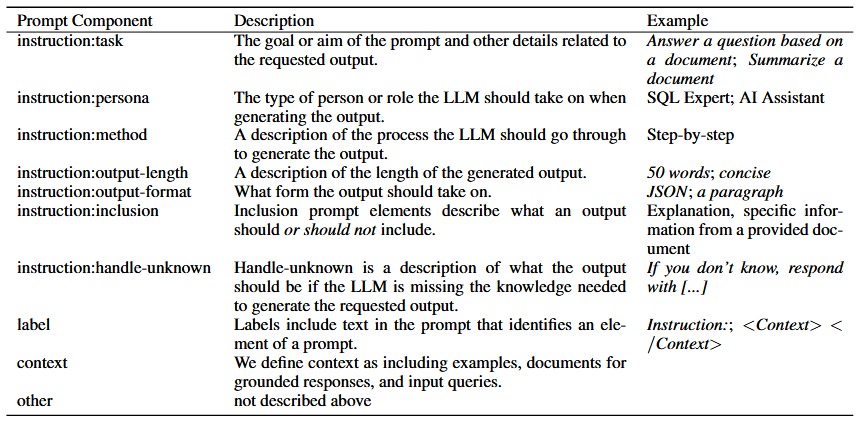 Prompt Component Description Example
instruction:task The goal or aim of the prompt and other details related to Answer a question based on
the requested output. a document; Summarize a
document
instruction:persona The type of person or role the LLM should take on when SQL Expert; AI Assistant
generating the output.
instruction:method A description of the process the LLM should go through Step-by-step
to generate the output.
instruction:output-length A description of the length of the generated output. 50 words; concise
instruction:output-format What form the output should take on. JSON; a paragraph
instruction:inclusion Inclusion prompt elements describe what an output Explanation, specific infor-
should or should not include. mation from a provided doc-
ument
instruction:handle-unknown Handle-unknown is a description of what the output If you don't know, respond
should be if the LLM is missing the knowledge needed with [...]
to generate the requested output.
label Labels include text in the prompt that identifies an ele- Instruction:; <Context> <
ment of a prompt. /Context>
context We define context as including examples, documents for
grounded responses, and input queries.
other not described above